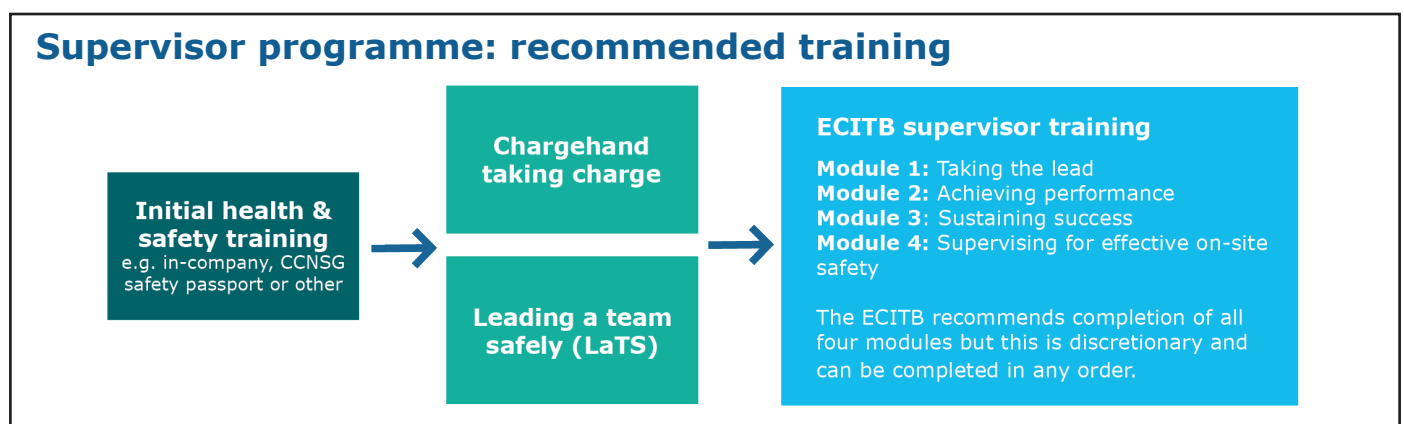 Supervisor programme: recommended training
Initial health &
safety training
e.g. in-company, CCNSG
safety passport or other
Chargehand
taking charge
Leading a team
safely (LaTS)
ECITB supervisor training
Module 1: Taking the lead
Module 2: Achieving performance
Module 3: Sustaining success
Module 4: Supervising for effective on-site
safety
The ECITB recommends completion of all
four modules but this is discretionary and
can be completed in any order.